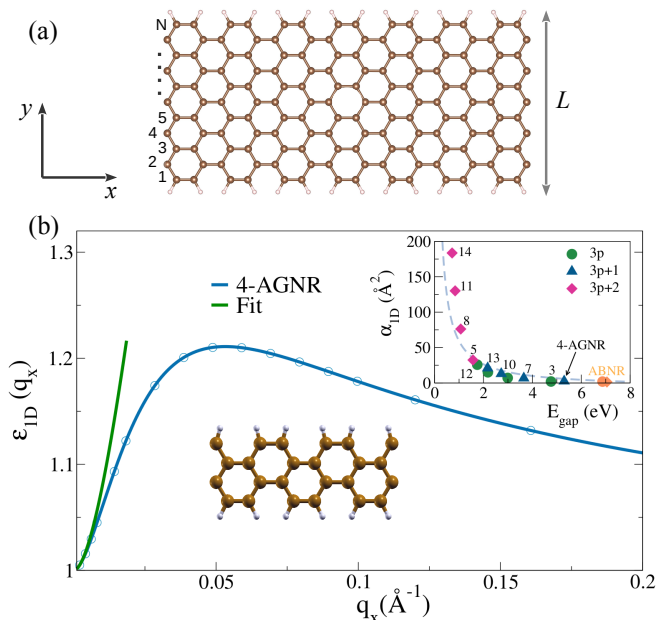 (a)
N
5
4
3
2
1
y
x
L
(b)
ε1D (qx)
1.3
1.2
1.1
1
4-AGNR
Fit
0.05
0.1
0.15
0.2
qx(Å-1)
α1D (Å2)
200
150
100
50
0
14
11
8
5
12
13
10
7
3
3p
3p+1
3p+2
4-AGNR
ABNR
0
2
4
6
8
Egap (eV)